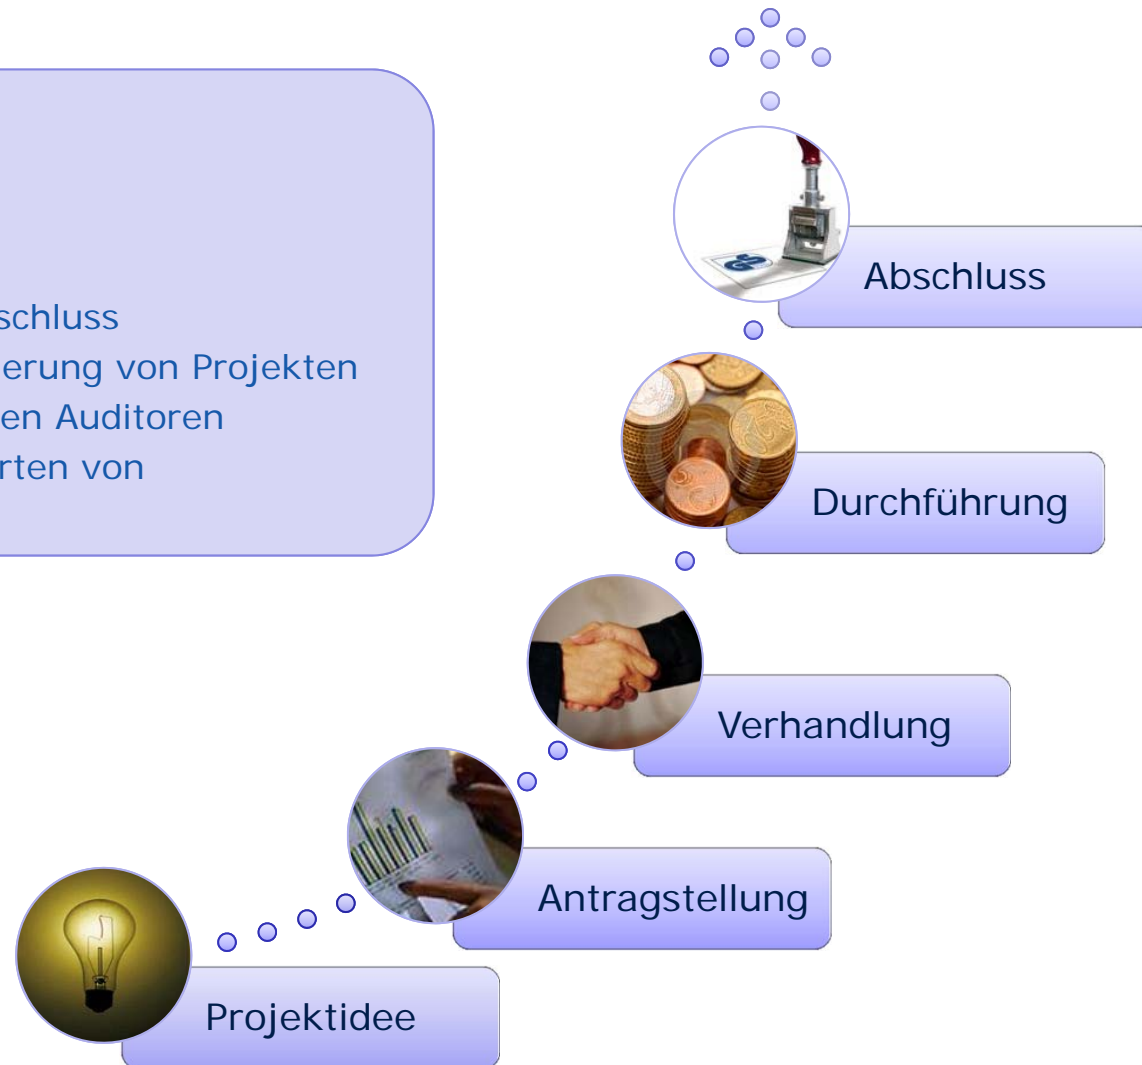 schluss
erung von Projekten
en Auditoren
rten von
Abschluss
Durchführung
Verhandlung
Antragstellung
Projektidee